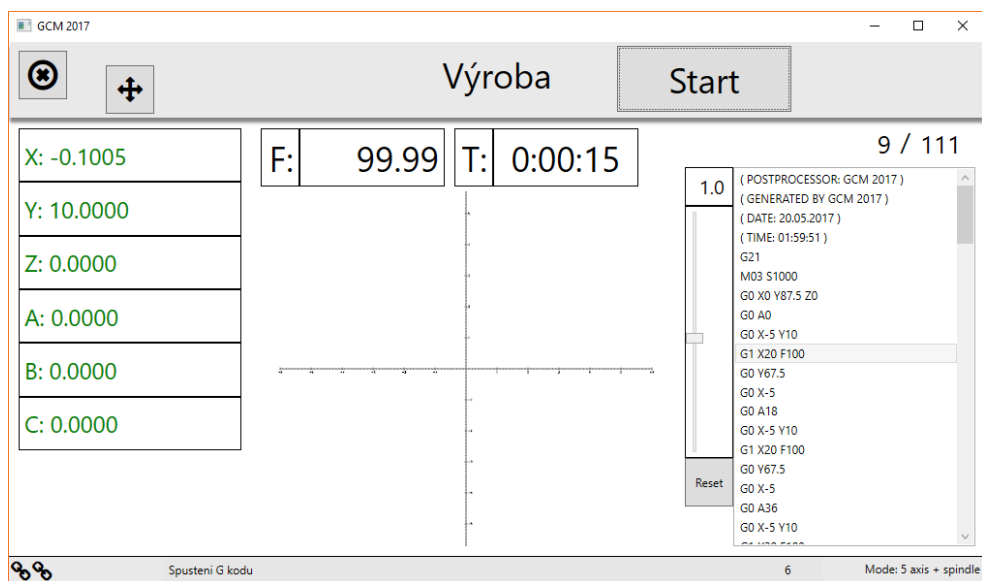 GCM 2017
Výroba
Start
X: -0.1005
Y: 10.0000
Z: 0.0000
A: 0.0000
B: 0.0000
C: 0.0000
F: 99.99
T: 0:00:15
9 / 111
1.0
Reset
( POSTPROCESSOR: GCM 2017 )
( GENERATED BY GCM 2017 )
( DATE: 20.05.2017 )
( TIME: 01:59:51 )
G21
M03 S1000
G0 X0 Y87.5 Z0
G0 A0
G0 X-5 Y10
G1 X20 F100
G0 Y67.5
G0 X-5
G0 A18
G0 X-5 Y10
G1 X20 F100
G0 Y67.5
G0 X-5
G0 A36
G0 X-5 Y10
Spusteni G kodu
6
Mode: 5 axis + spindle